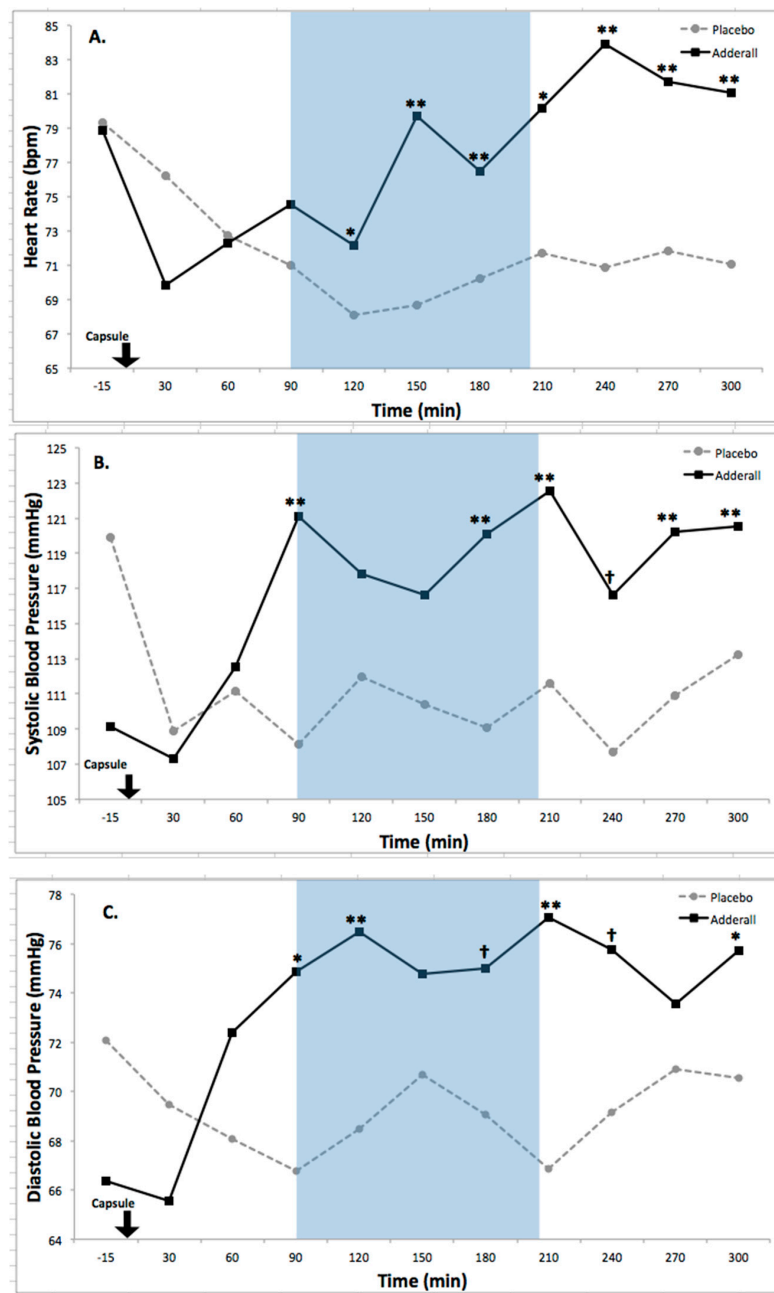 A.
Placebo
Adderall
85
83
81
79
77
75
73
71
69
67
65
Heart Rate (bpm)
** ** ** ** ** * *
Capsule
-15 30 60 90 120 150 180 210 240 270 300
Time (min)
B.
Placebo
Adderall
125
123
121
119
117
115
113
111
109
107
105
Systolic Blood Pressure (mmHg)
** ** ** † ** **
Capsule
-15 30 60 90 120 150 180 210 240 270 300
Time (min)
C.
Placebo
Adderall
78
76
74
72
70
68
66
64
Diastolic Blood Pressure (mmHg)
* ** † ** † *
Capsule
-15 30 60 90 120 150 180 210 240 270 300
Time (min)